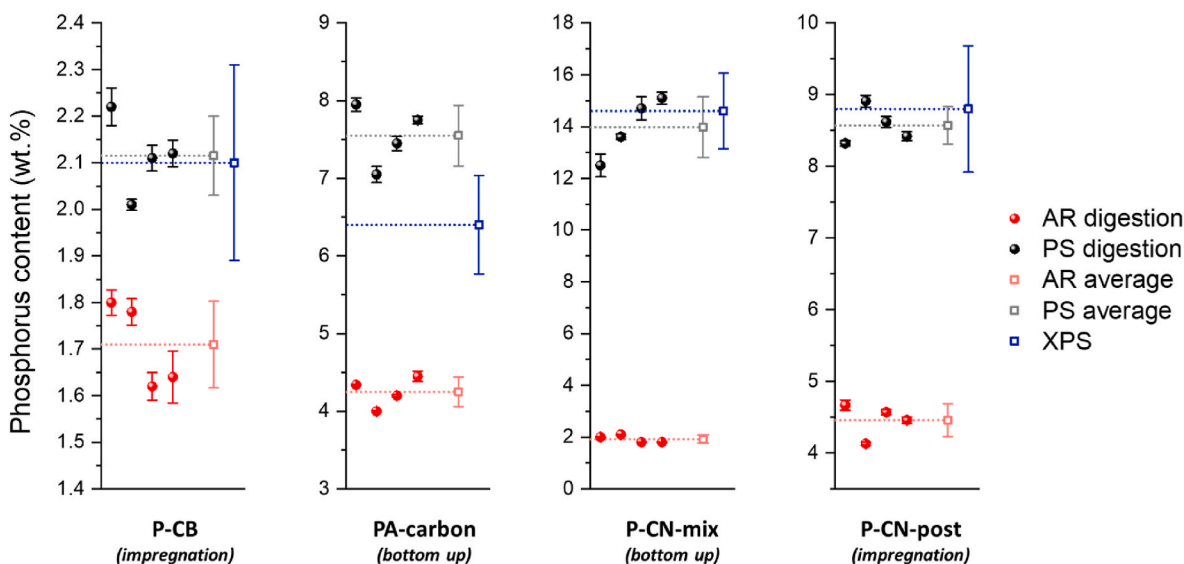 Phosphorus content (wt.%)
2.4
2.3
2.2
2.1
2.0
1.9
1.8
1.7
1.6
1.5
1.4
P-CB
(impregnation)
9
8
7
6
5
4
3
PA-carbon
(bottom up)
18
16
14
12
10
8
6
4
2
0
P-CN-mix
(bottom up)
10
9
8
7
6
5
4
P-CN-post
(impregnation)
AR digestion
PS digestion
AR average
PS average
XPS